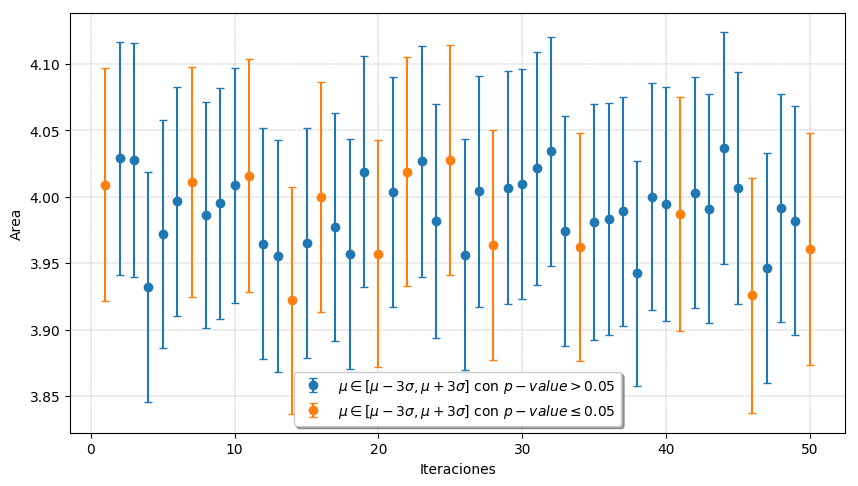 4.10
4.05
4.00
3.95
3.90
3.85
Area
μ ∈ [μ − 3σ, μ + 3σ] con p − value > 0.05
μ ∈ [μ − 3σ, μ + 3σ] con p − value ≤ 0.05
0 10 20 30 40 50
Iteraciones